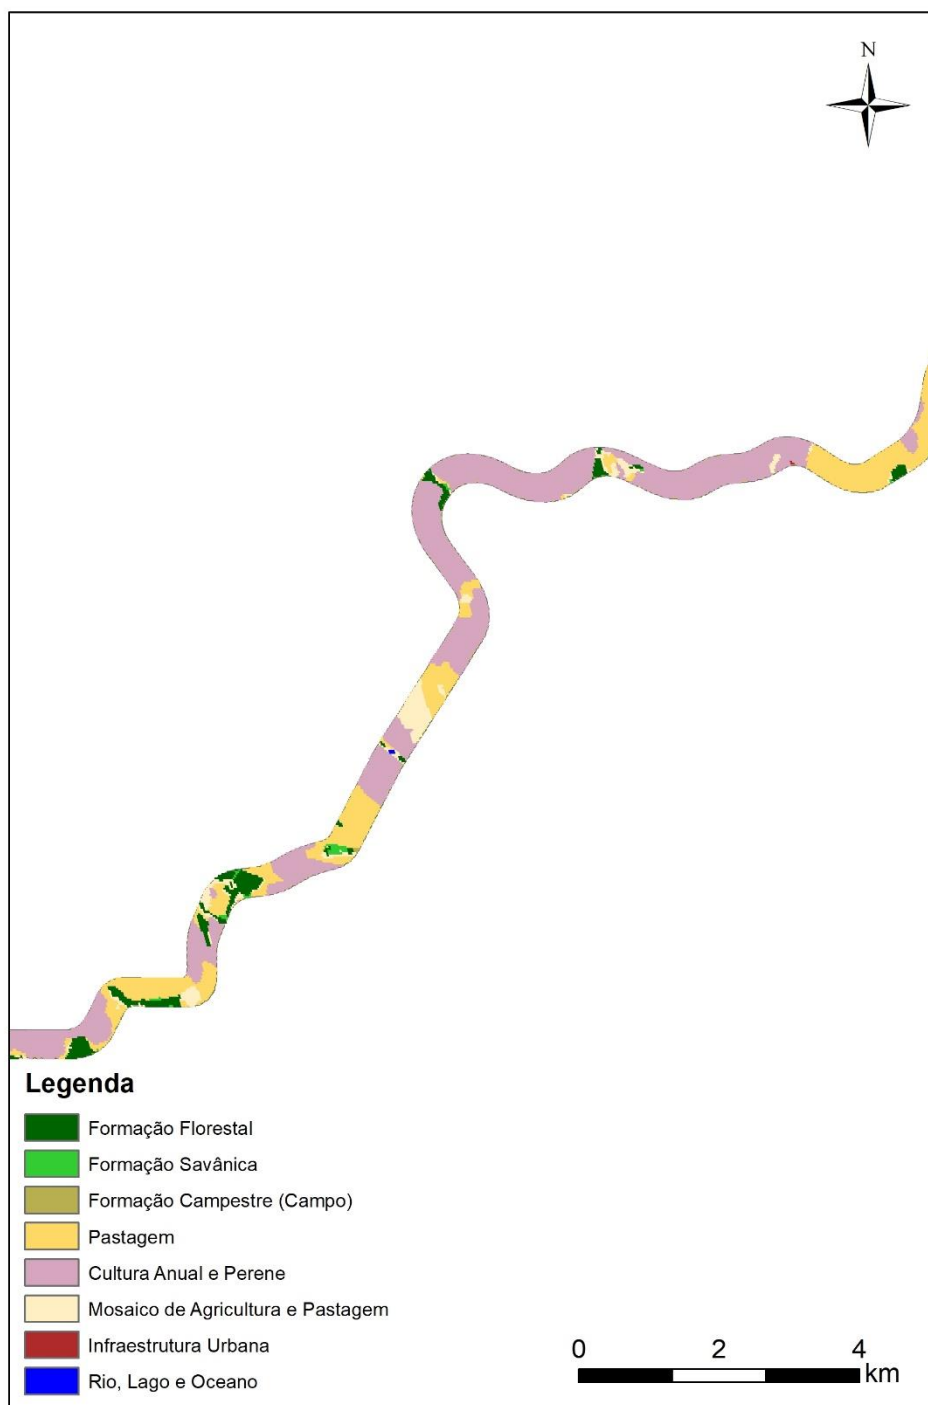 N
Legenda
Formação Florestal
Formação Savânica
Formação Campestre (Campo)
Pastagem
Cultura Anual e Perene
Mosaico de Agricultura e Pastagem
Infraestrutura Urbana
Rio, Lago e Oceano
0 2 4
km